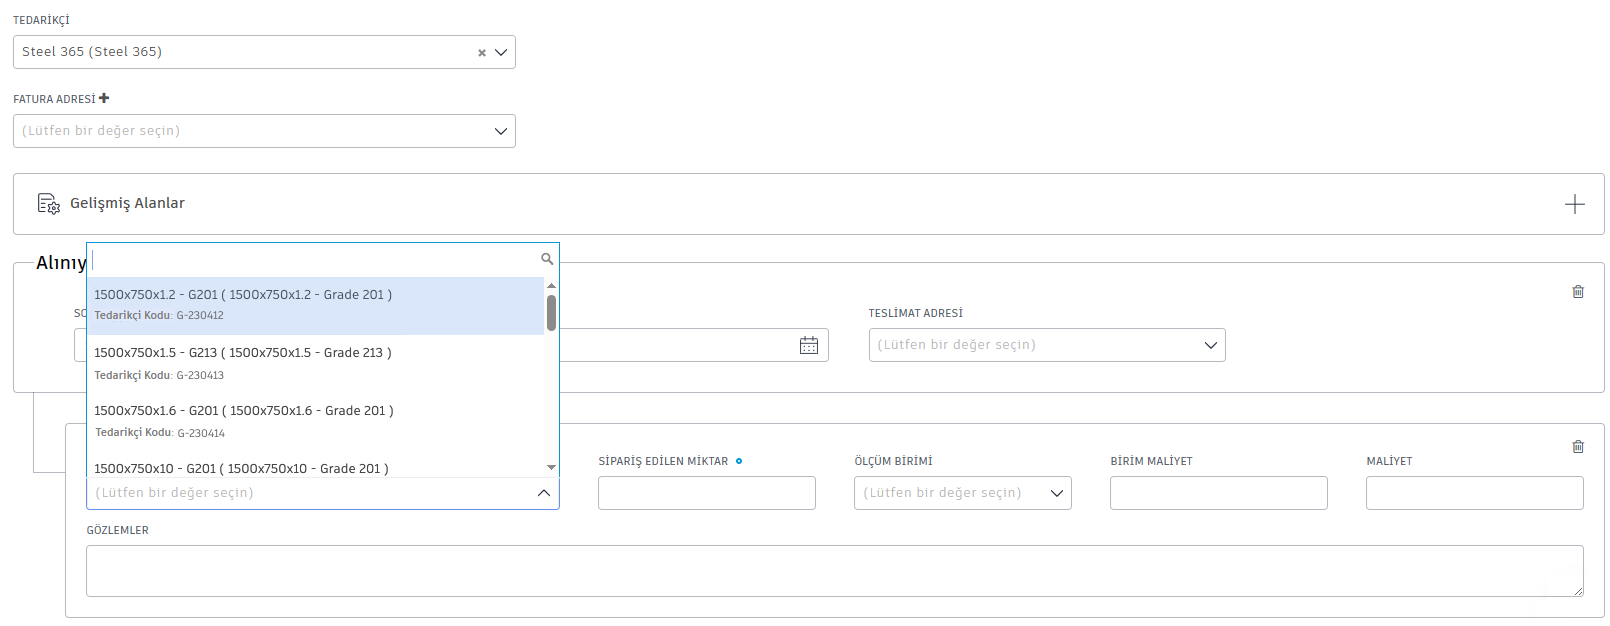 TEDARİKÇİ
Steel 365 (Steel 365)
FATURA ADRESİ
(Lütfen bir değer seçin)
Gelişmiş Alanlar
Alınıy
1500x750x1.2 - G201 ( 1500x750x1.2 - Grade 201 )
Tedarikçi Kodu: G-230412
1500x750x1.5 - G213 ( 1500x750x1.5 - Grade 213 )
Tedarikçi Kodu: G-230413
1500x750x1.6 - G201 ( 1500x750x1.6 - Grade 201 )
Tedarikçi Kodu: G-230414
1500x750x10 - G201 ( 1500x750x10 - Grade 201 )
(Lütfen bir değer seçin)
TESLİMAT ADRESİ
(Lütfen bir değer seçin)
SİPARİŞ EDİLEN MİKTAR
ÖLÇÜM BİRİMİ
(Lütfen bir değer seçin)
BİRİM MALİYET
MALİYET
GÖZLEMLER